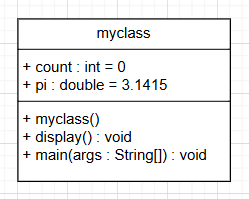 myclass
+ count : int = 0
+ pi : double = 3.1415
+ myclass()
+ display() : void
+ main(args : String[]) : void